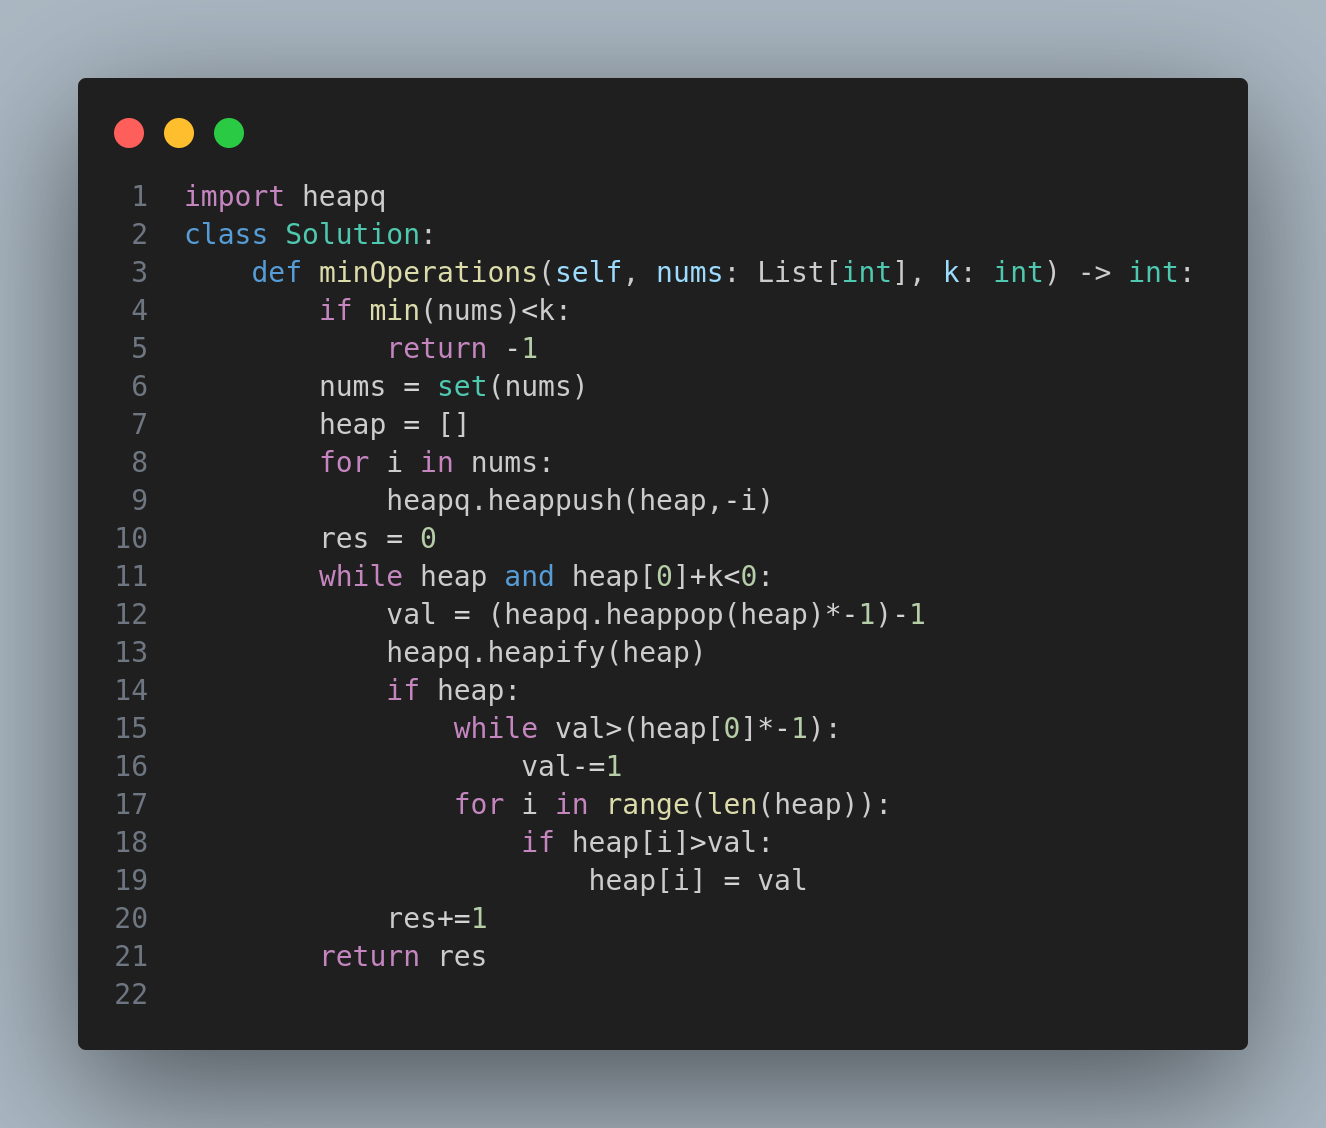 1 import heapq
2 class Solution:
3     def minOperations(self, nums: List[int], k: int) -> int:
4         if min(nums)<k:
5             return -1
6         nums = set(nums)
7         heap = []
8         for i in nums:
9             heapq.heappush(heap,-i)
10         res = 0
11         while heap and heap[0]+k<0:
12             val = (heapq.heappop(heap)*-1)-1
13             heapq.heapify(heap)
14             if heap:
15                 while val>(heap[0]*-1):
16                     val-=1
17                 for i in range(len(heap)):
18                     if heap[i]>val:
19                         heap[i] = val
20             res+=1
21         return res
22